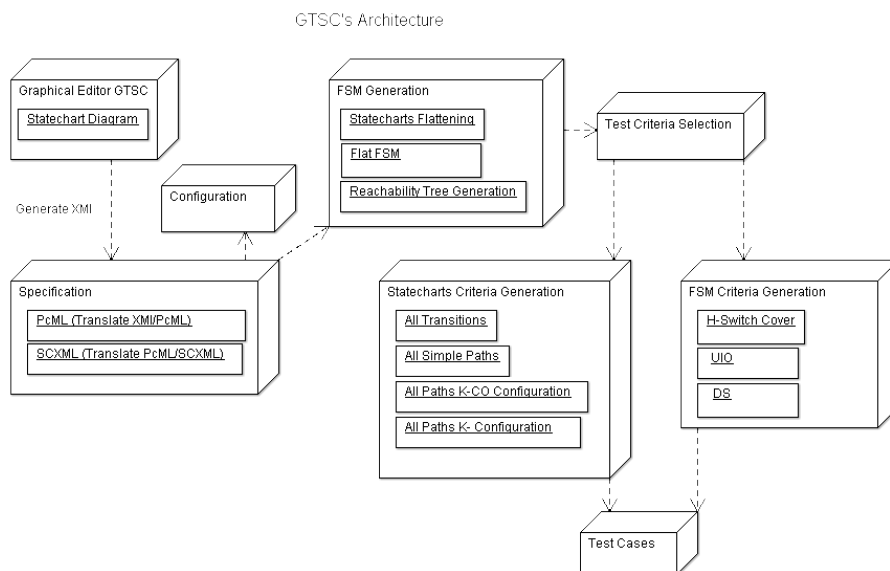 GTSC's Architecture
Graphical Editor GTSC
Statechart Diagram
FSM Generation
Statecharts Flattening
Flat FSM
Reachability Tree Generation
Test Criteria Selection
Generate XMI
Configuration
Specification
PcML (Translate XMI/PcML)
SCXML (Translate PcML/SCXML)
Statecharts Criteria Generation
All Transitions
All Simple Paths
All Paths K-CO Configuration
All Paths K- Configuration
FSM Criteria Generation
H-Switch Cover
UIO
DS
Test Cases